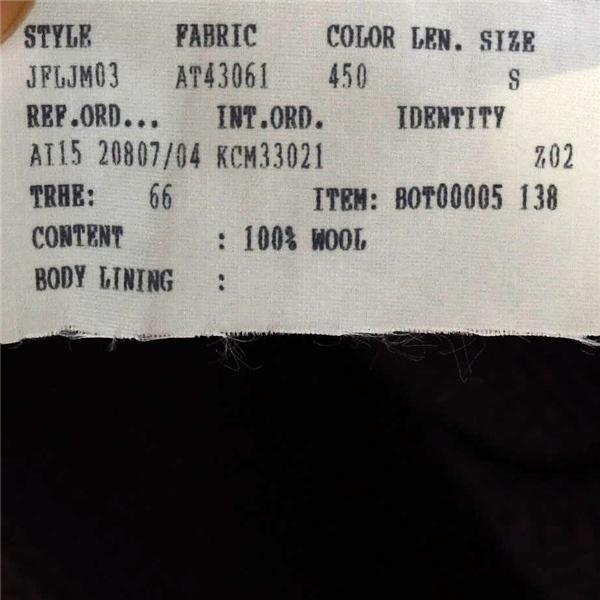 STYLE FABRIC COLOR LEN. SIZE
JFLJM03 AT43061 450 S
REF.ORD... INT.ORD. IDENTITY
AI15 20807/04 KCM33021 Z02
TRHE: 66 ITEM: BOT00005 138
CONTENT : 100% WOOL
BODY LINING :